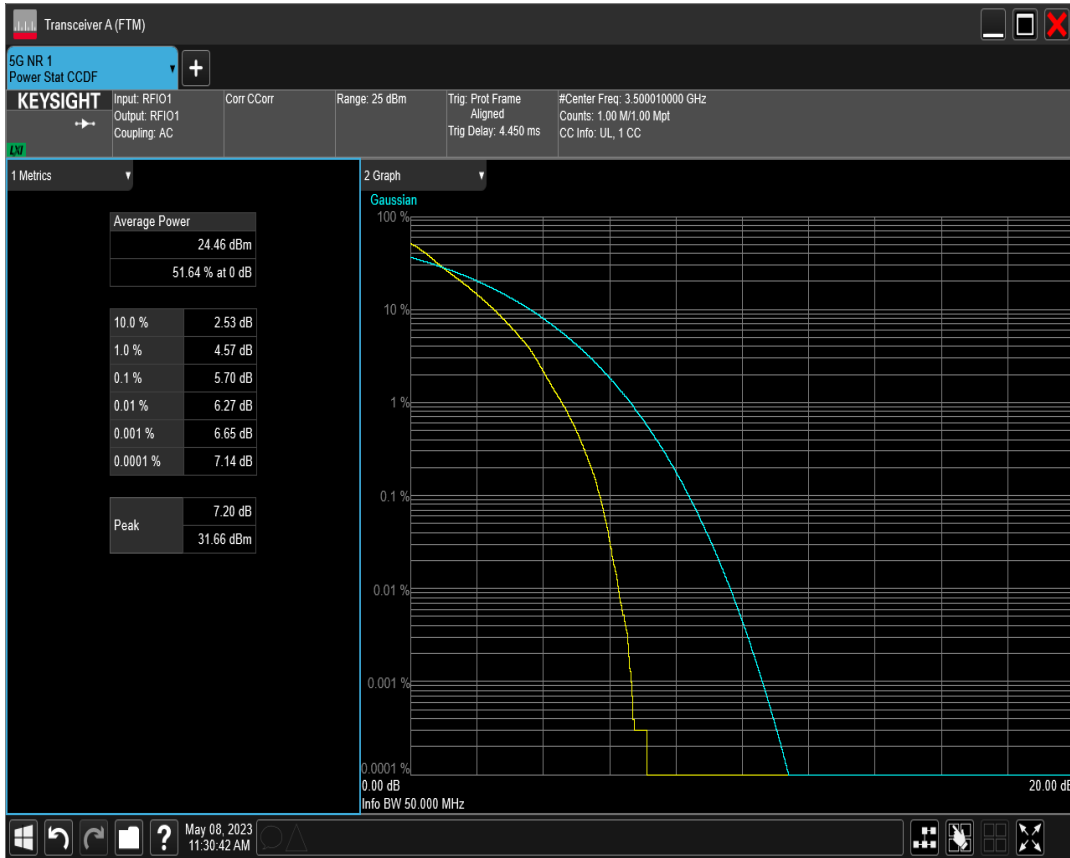 Transceiver A (FTM)
5G NR 1
Power Stat CCDF
KEYSIGHT
LXI
Input: RFIO1
Output: RFIO1
Coupling: AC
Corr CCorr
Range: 25 dBm
Trig: Prot Frame
Aligned
Trig Delay: 4.450 ms
#Center Freq: 3.500010000 GHz
Counts: 1.00 M/1.00 Mpt
CC Info: UL, 1 CC
1 Metrics
Average Power
24.46 dBm
51.64 % at 0 dB
10.0 % 2.53 dB
1.0 % 4.57 dB
0.1 % 5.70 dB
0.01 % 6.27 dB
0.001 % 6.65 dB
0.0001 % 7.14 dB
Peak 7.20 dB
31.66 dBm
2 Graph
Gaussian
100 %
10 %
1 %
0.1 %
0.01 %
0.001 %
0.0001 %
0.00 dB 20.00 dB
Info BW 50.000 MHz
?
May 08, 2023
11:30:42 AM